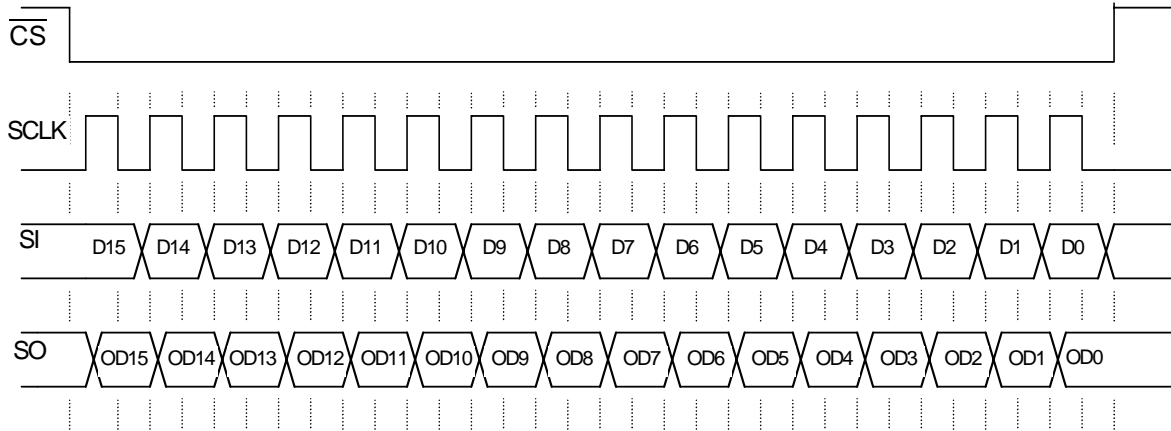 CS
SCLK
SI D15 D14 D13 D12 D11 D10 D9 D8 D7 D6 D5 D4 D3 D2 D1 D0
SO OD15 OD14 OD13 OD12 OD11 OD10 OD9 OD8 OD7 OD6 OD5 OD4 OD3 OD2 OD1 OD0